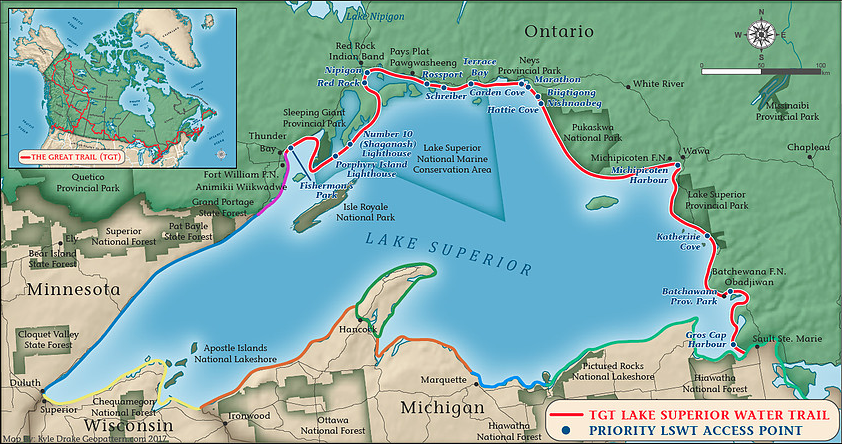 Lake Nipigon
Ontario
Red Rock
Indian Band
Pays Plat
Pawgwasheeng
Terrace
Bay
Neys
Provincial Park
Nipigon
Red Rock
Rossport
Schreiber
Carden Cove
Marathon
Biigtigong
Nishnaabeg
Hattie Cove
White River
N
W
E
S
0
50
100
km
Missinaibi
Provincial Park
Sleeping Giant
Provincial Park
Thunder
Bay
Number 10
(Shaganash)
Lighthouse
Porphyry Island
Lighthouse
Fisherman's
Park
Lake Superior
National Marine
Conservation Area
Pukaskwa
National Park
Michipicoten F.N.
Wawa
Michipicoten
Harbour
Chapleau
THE GREAT TRAIL (TGT)
Quetico
Provincial Park
Fort William F.N.
Animikii Wiikwdwe
Grand Portage
State Forest
Isle Royale
National Park
Lake Superior
Provincial Park
LAKE SUPERIOR
Katherine
Cove
Superior
National Forest
Pat Bayle
State Forest
Ely
Bear Island
State Forest
Minnesota
Batchewana F.N.
Obadjiwan
Batchawana
Prov. Park
Cloquet Valley
State Forest
Apostle Islands
National Lakeshore
Hancock
Gros Cap
Harbour
Sault Ste. Marie
Duluth
Superior
Chequamegon
National Forest
Wisconsin
Ironwood
Ottawa
National Forest
Marquette
Michigan
Pictured Rocks
National Lakeshore
Hiawatha
National Forest
Hiawatha
National Forest
TGT LAKE SUPERIOR WATER TRAIL
PRIORITY LSWT ACCESS POINT
Map By: Kyle Drake Geopattern.com 2017